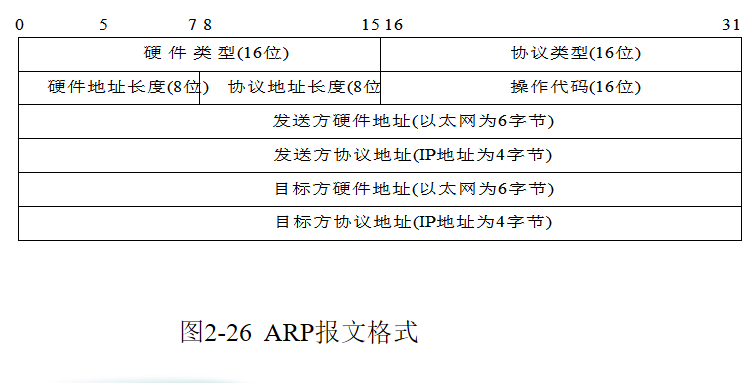 0 5 7 8 15 16 31
硬件类型(16位) 协议类型(16位)
硬件地址长度(8位) 协议地址长度(8位 操作代码(16位)
发送方硬件地址(以太网为6字节)
发送方协议地址(IP地址为4字节)
目标方硬件地址(以太网为6字节)
目标方协议地址(IP地址为4字节)
图2-26 ARP报文格式